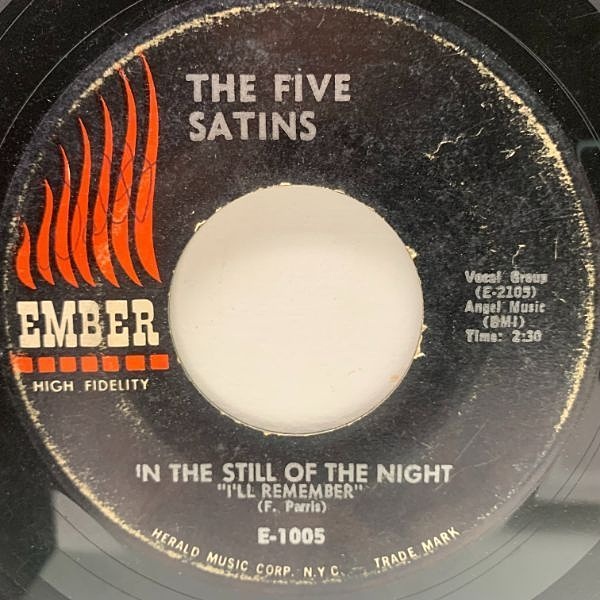 THE FIVE
SATINS
Vocal Group
(E-2105)
Angel Music
(BMI)
Time: 2:30
EMBER
HIGH FIDELITY
'N THE STILL OF THE NIGHT
"I'LL REMEMBER"
(F. Parris)
E-1005
HERALD MUSIC CORP. N.Y.C. TRADE MARK